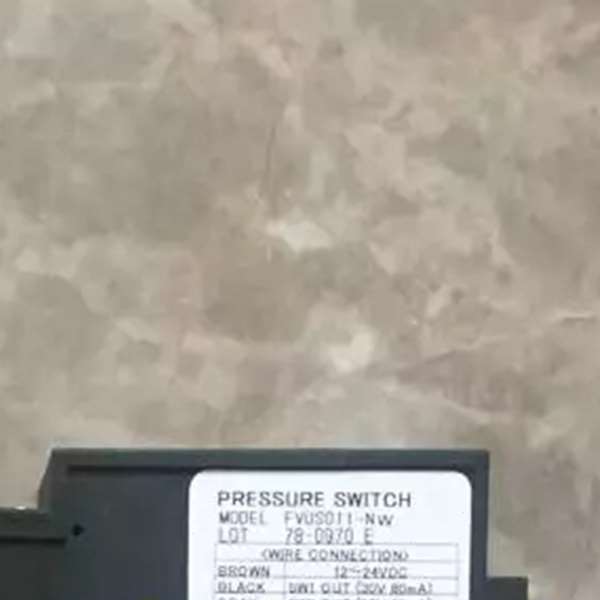 PRESSURE SWITCH
MODEL FVUS011-NW
LOT 78-0970 E
(WIRE CONNECTION)
BROWN 12~24VDC
BLACK SW1 OUT (30V 80mA)